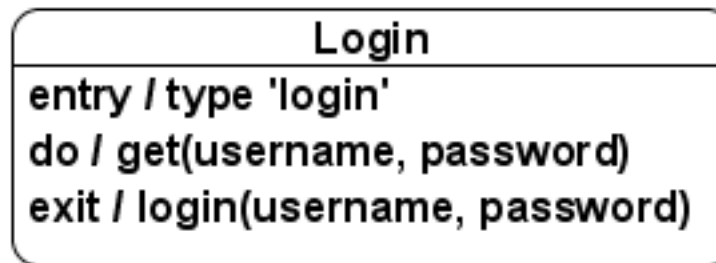 Login
entry / type 'login'
do / get(username, password)
exit / login(username, password)